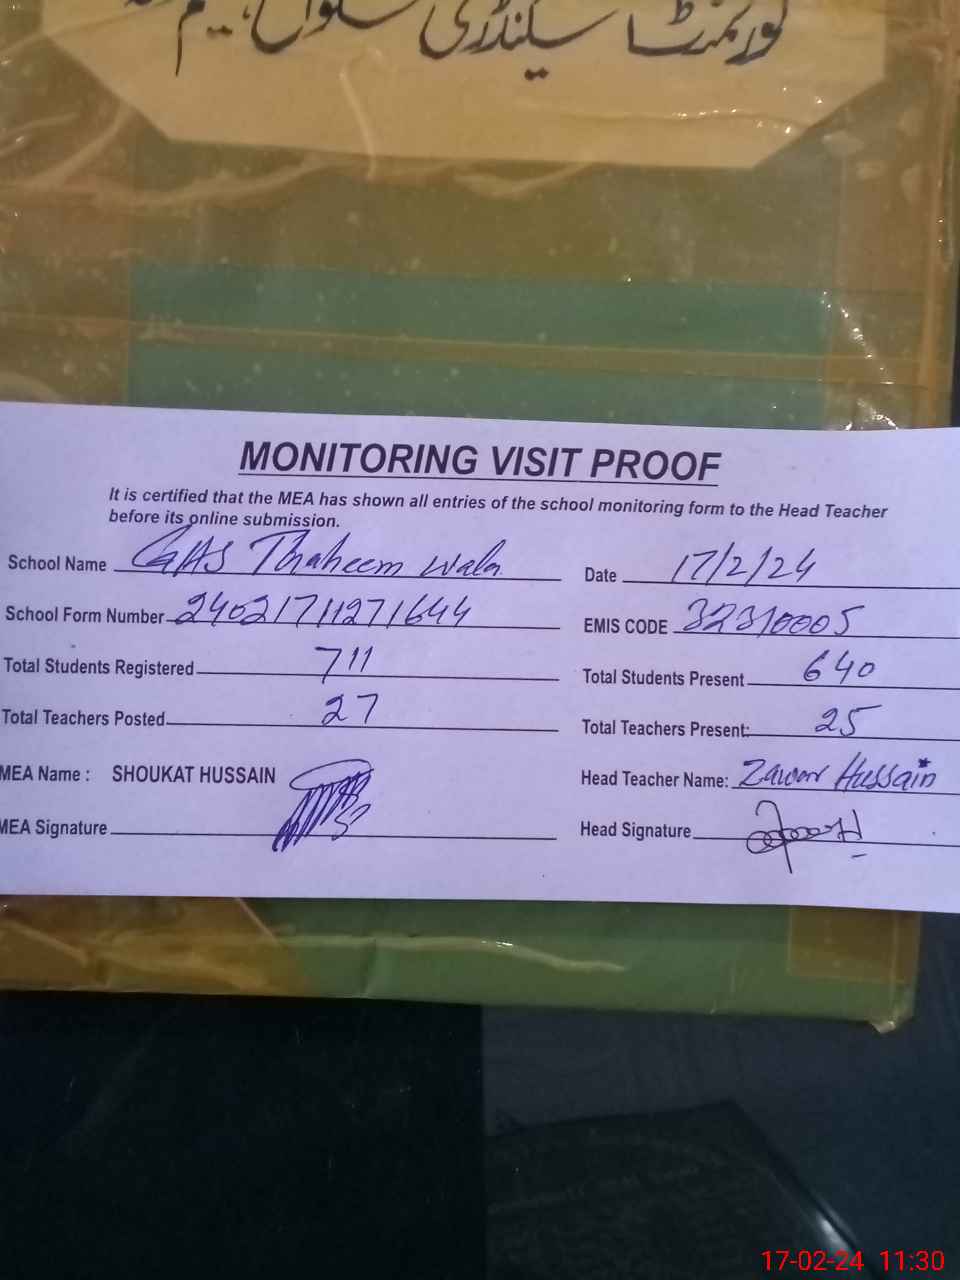 گورنمنٹ سیکنڈری سکول
MONITORING VISIT PROOF
It is certified that the MEA has shown all entries of the school monitoring form to the Head Teacher
before its online submission.
School Name GHS Thaheem wala Date 17/2/24
School Form Number 24021711271644 EMIS CODE 32310005
Total Students Registered 711 Total Students Present 640
Total Teachers Posted 27 Total Teachers Present: 25
MEA Name : SHOUKAT HUSSAIN Head Teacher Name: Zawar Hussain
MEA Signature Head Signature
17-02-24 11:30